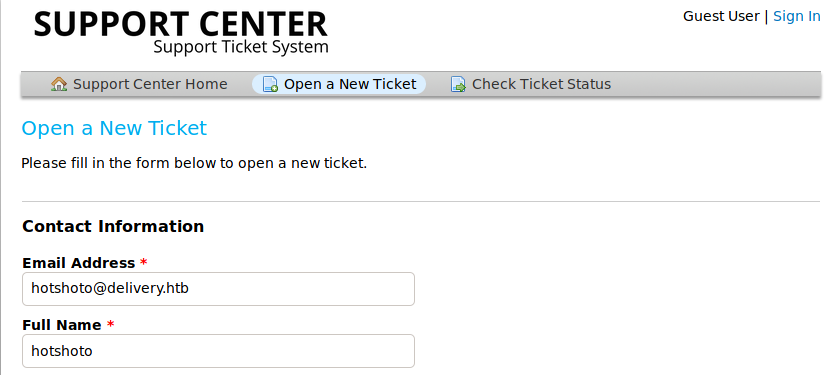 SUPPORT CENTER
Support Ticket System
Guest User | Sign In
Support Center Home Open a New Ticket Check Ticket Status
Open a New Ticket
Please fill in the form below to open a new ticket.
Contact Information
Email Address *
hotshoto@delivery.htb
Full Name *
hotshoto